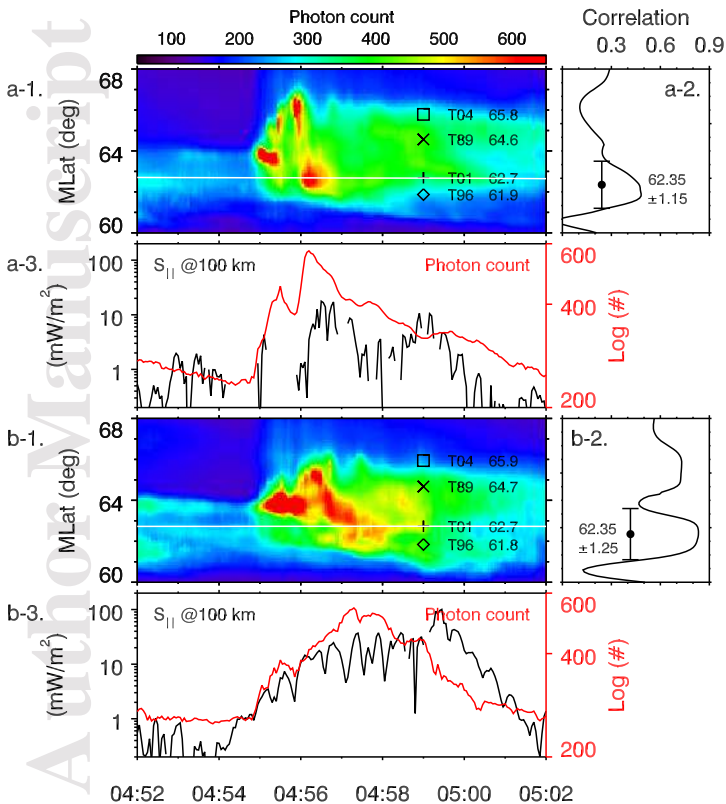 Author Manuscript
Photon count
100 200 300 400 500 600
Correlation
0.3 0.6 0.9
a-1.
MLat (deg)
68
64
60
T04 65.8
T89 64.6
T01 62.7
T96 61.9
a-2.
62.35
±1.15
a-3.
(mW/m²)
100
10
1
S|| @100 km
Photon count
600
400
200
Log (#)
b-1.
MLat (deg)
68
64
60
T04 65.9
T89 64.7
T01 62.7
T96 61.8
b-2.
62.35
±1.25
b-3.
(mW/m²)
100
10
1
S|| @100 km
Photon count
600
400
200
Log (#)
04:52 04:54 04:56 04:58 05:00 05:02